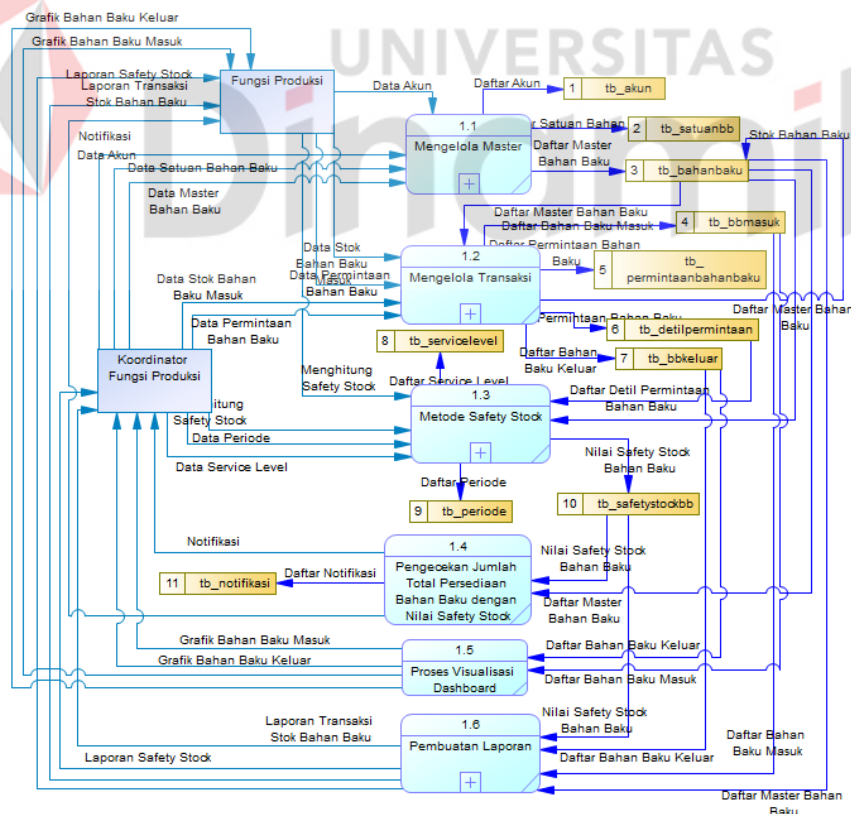 Grafik Bahan Baku Keluar
Grafik Bahan Baku Masuk
UNIVERSITAS
Dinamik
Laporan Safety Stock
Laporan Transaksi
Stok Bahan Baku
Fungsi Produksi
Data Akun
Daftar Akun
1 tb_akun
Notifikasi
1.1
Mengelola Master
r Satuan Bahan
2 tb_satuanbb
Stok Bahan Baku
Data Akun
Data Satuan Bahan Baku
Daftar Master
Bahan Baku
3 tb_bahanbaku
Data Master
Bahan Baku
Daftar Master Bahan Baku
Daftar Bahan Baku Masuk
4 tb_bbmasuk
Data Stok
Bahan Baku
Masuk
Data Permintaan
Bahan Baku
1.2
Mengelola Transaksi
Daftar Permintaan Bahan
Baku
5 tb_
permintaanbahanbaku
Data Stok Bahan
Baku Masuk
Data Permintaan
Bahan Baku
Permintaan Bahan Baku
6 tb_detilpermintaan
Daftar Master Bahan
Baku
8 tb_servicelevel
Daftar Bahan
Baku Keluar
7 tb_bbkeluar
Koordinator
Fungsi Produksi
Menghitung
Safety Stock
Daftar Service Level
1.3
Metode Safety Stock
Daftar Detil Permintaan
Bahan Baku
itung
Safety Stock
Data Periode
Data Service Level
Nilai Safety Stock
Bahan Baku
Daftar Periode
9 tb_periode
10 tb_safetystockbb
Notifikasi
1.4
Pengecekan Jumlah
Total Persediaan
Bahan Baku dengan
Nilai Safety Stock
Nilai Safety Stock
Bahan Baku
11 tb_notifikasi
Daftar Notifikasi
Daftar Master
Bahan Baku
Grafik Bahan Baku Masuk
Grafik Bahan Baku Keluar
1.5
Proses Visualisasi
Dashboard
Daftar Bahan Baku Keluar
Daftar Bahan Baku Masuk
Laporan Transaksi
Stok Bahan Baku
Laporan Safety Stock
1.6
Pembuatan Laporan
Nilai Safety Stock
Bahan Baku
Daftar Bahan Baku Keluar
Daftar Bahan
Baku Masuk
Daftar Master Bahan
Baku